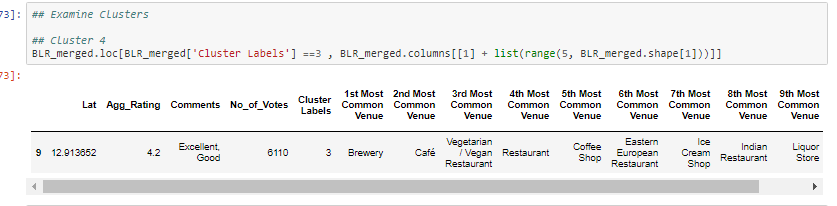 73]: ## Examine Clusters
## Cluster 4
BLR_merged.loc[BLR_merged['Cluster Labels'] ==3 , BLR_merged.columns[[1] + list(range(5, BLR_merged.shape[1]))]]
73]:
Lat Agg_Rating Comments No_of_Votes Cluster Labels 1st Most Common Venue 2nd Most Common Venue 3rd Most Common Venue 4th Most Common Venue 5th Most Common Venue 6th Most Common Venue 7th Most Common Venue 8th Most Common Venue 9th Most Common Venue
9 12.913652 4.2 Excellent, Good 6110 3 Brewery Café Vegetarian / Vegan Restaurant Restaurant Coffee Shop Eastern European Restaurant Ice Cream Shop Indian Restaurant Liquor Store